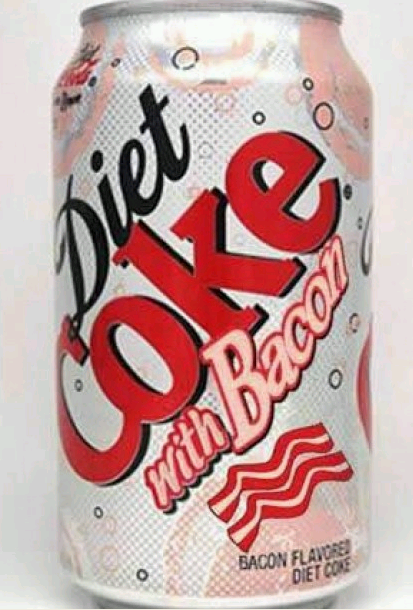 Diet
Coke
with Bacon
BACON FLAVORED
DIET COKE